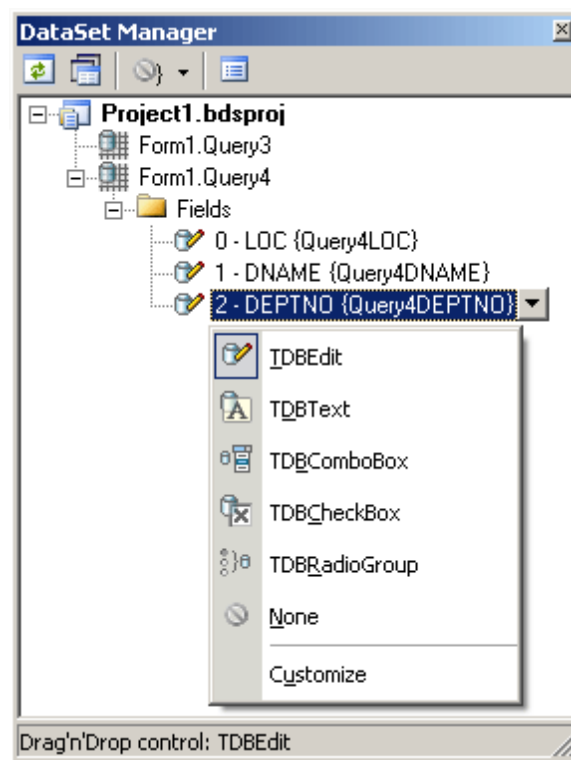 DataSet Manager
Project1.bdsproj
Form1.Query3
Form1.Query4
Fields
0 - LOC {Query4LOC}
1 - DNAME {Query4DNAME}
2 - DEPTNO {Query4DEPTNO}
TDBEdit
TDBText
TDBComboBox
TDBCheckBox
TDBRadioGroup
None
Customize
Drag'n'Drop control: TDBEdit